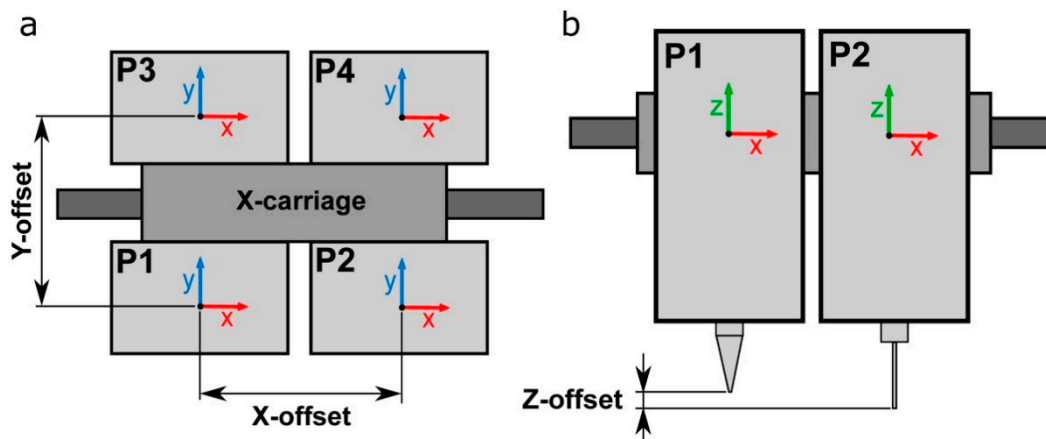 a
P3
y
x
P4
y
x
X-carriage
Y-offset
P1
y
x
P2
y
x
X-offset
b
P1
z
x
P2
z
x
Z-offset